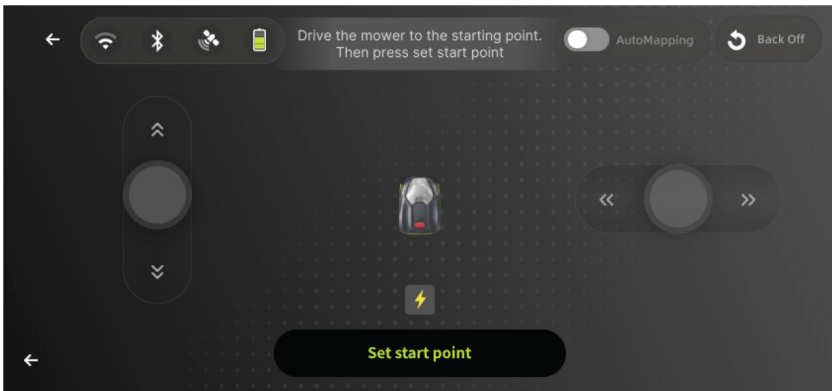 Drive the mower to the starting point.
Then press set start point
AutoMapping
Back Off
Set start point